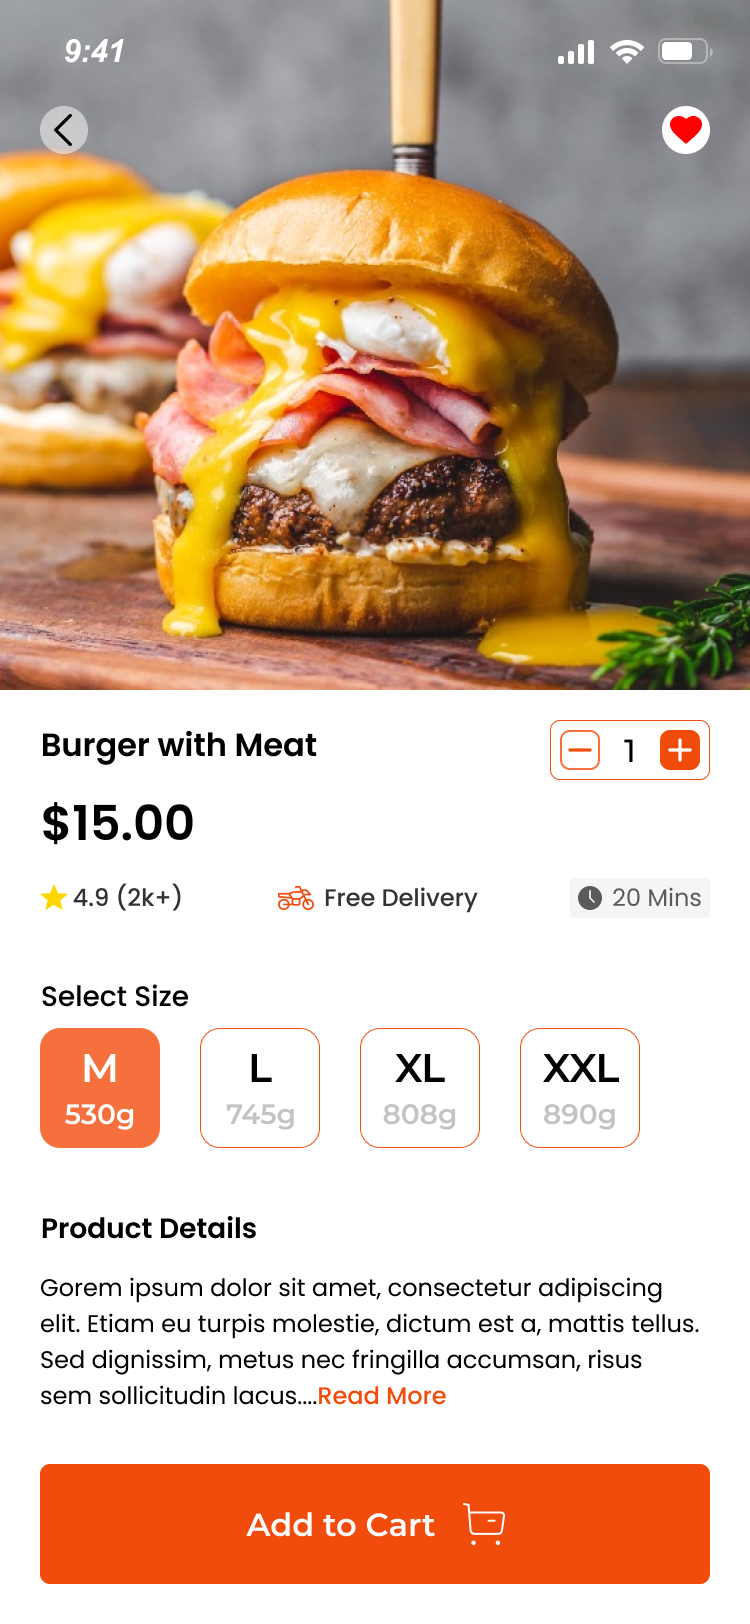 9:41
Burger with Meat
1
$15.00
4.9 (2k+)
Free Delivery
20 Mins
Select Size
M
530g
L
745g
XL
808g
XXL
890g
Product Details
Gorem ipsum dolor sit amet, consectetur adipiscing
elit. Etiam eu turpis molestie, dictum est a, mattis tellus.
Sed dignissim, metus nec fringilla accumsan, risus
sem sollicitudin lacus....Read More
Add to Cart